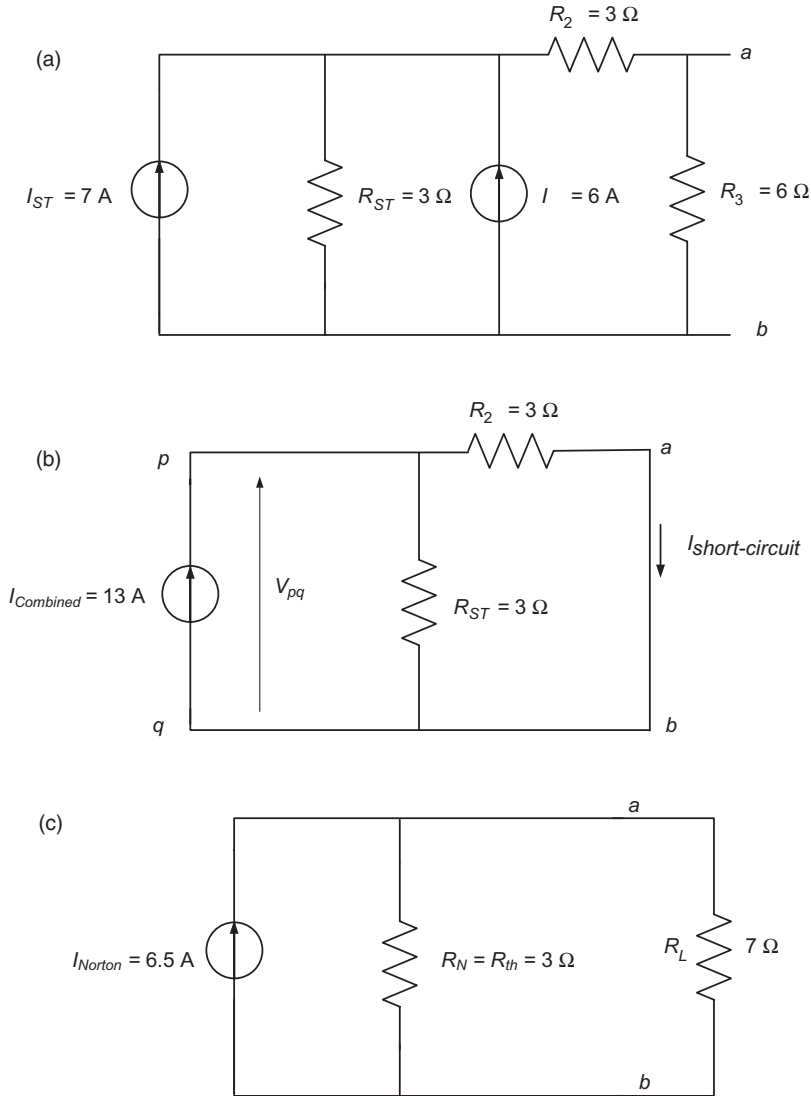 (a)
R2 = 3 Ω
a
IST = 7 A
RST = 3 Ω
I = 6 A
R3 = 6 Ω
b
(b)
R2 = 3 Ω
p
a
Ishort-circuit
ICombined = 13 A
Vpq
RST = 3 Ω
q
b
(c)
a
INorton = 6.5 A
RN = Rth = 3 Ω
RL 7 Ω
b